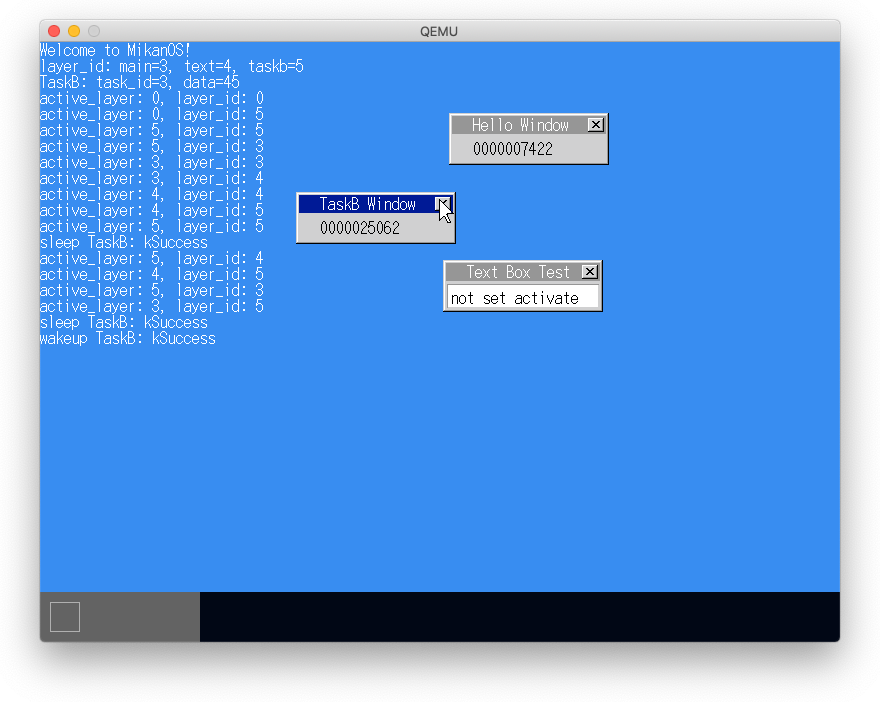 QEMU
Welcome to MikanOS!
layer_id: main=3, text=4, taskb=5
TaskB: task_id=3, data=45
active_layer: 0, layer_id: 0
active_layer: 0, layer_id: 5
active_layer: 5, layer_id: 5
active_layer: 5, layer_id: 3
active_layer: 3, layer_id: 3
active_layer: 3, layer_id: 4
active_layer: 4, layer_id: 4
active_layer: 4, layer_id: 5
active_layer: 5, layer_id: 5
sleep TaskB: kSuccess
active_layer: 5, layer_id: 4
active_layer: 4, layer_id: 5
active_layer: 5, layer_id: 3
active_layer: 3, layer_id: 5
sleep TaskB: kSuccess
wakeup TaskB: kSuccess
Hello Window
0000007422
TaskB Window
0000025062
Text Box Test
not set activate